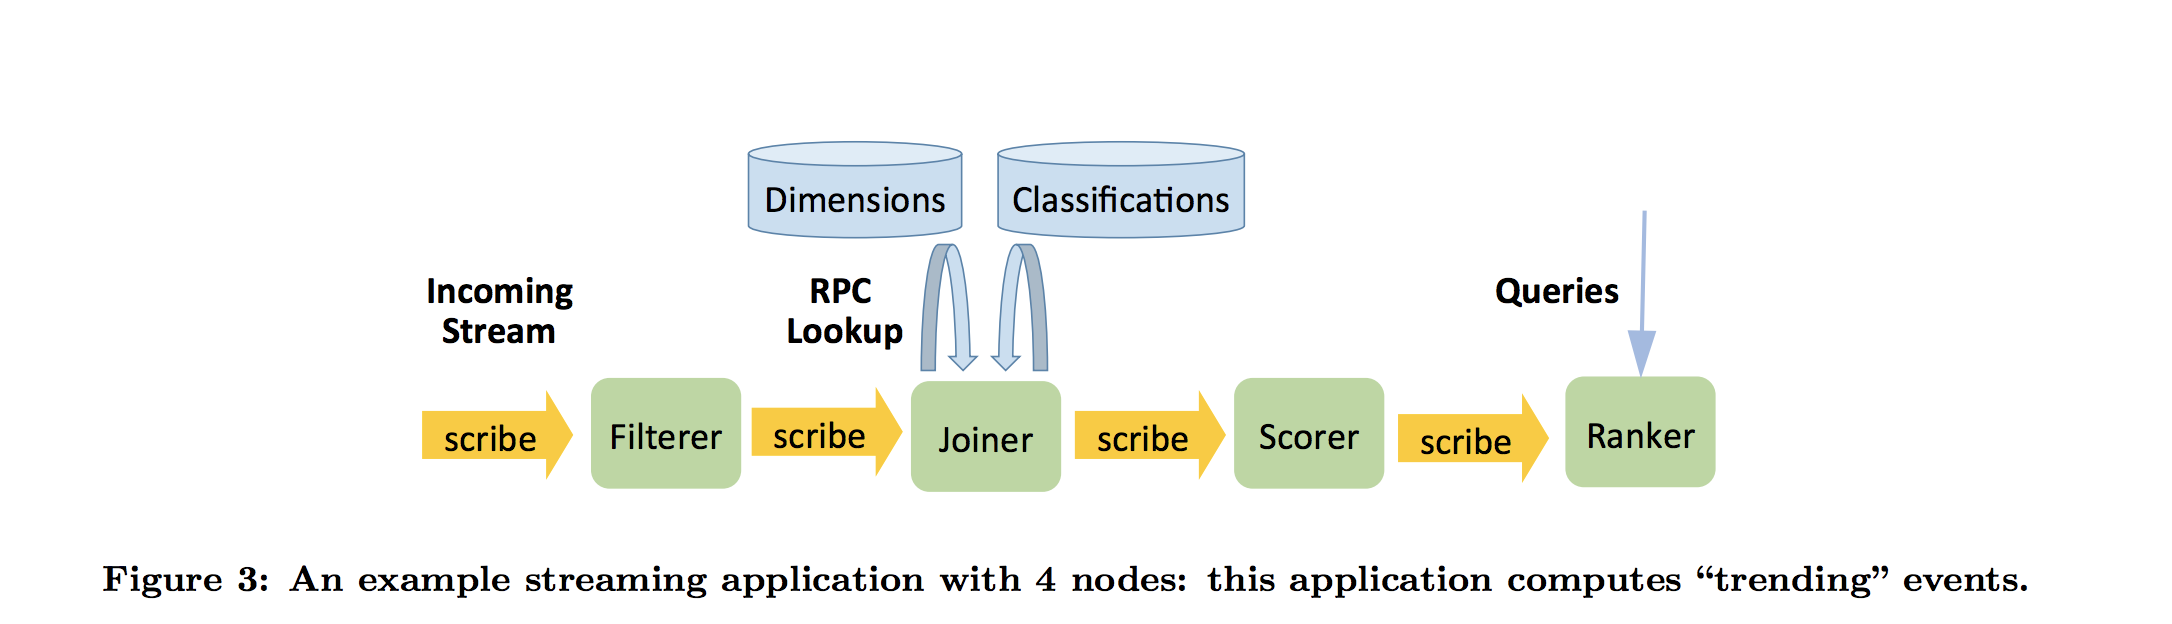 Dimensions
Classifications
Incoming
Stream
RPC
Lookup
Queries
scribe
Filterer
scribe
Joiner
scribe
Scorer
scribe
Ranker
Figure 3: An example streaming application with 4 nodes: this application computes “trending” events.